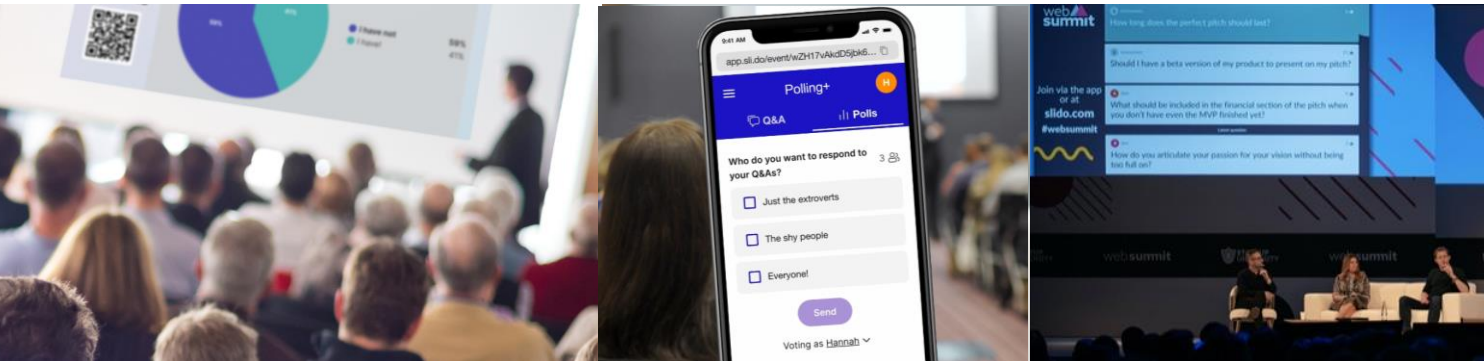 I have not
59%
I have!
41%
9:41 AM
app.sli.do/event/wZH17vAkdD5jbk6...
Polling+
H
Q&A
Polls
Who do you want to respond to
your Q&As?
3
Just the extroverts
The shy people
Everyone!
Send
Voting as Hannah
web
summit
Join via the app
or at
slido.com
#websummit
How long does the perfect pitch should last?
Should I have a beta version of my product to present on my pitch?
What should be included in the financial section of the pitch when
you don't have even the MVP finished yet?
Latest question
How do you articulate your passion for your vision without being
too full on?
websummit
websummit